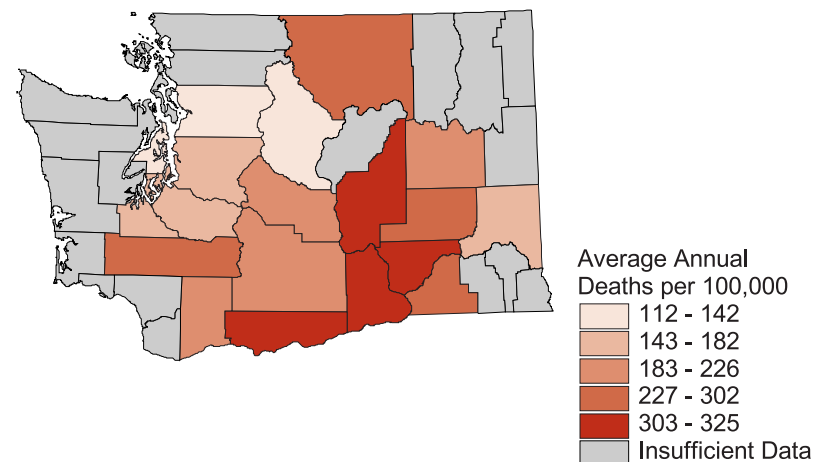 Average Annual
Deaths per 100,000
112 - 142
143 - 182
183 - 226
227 - 302
303 - 325
Insufficient Data